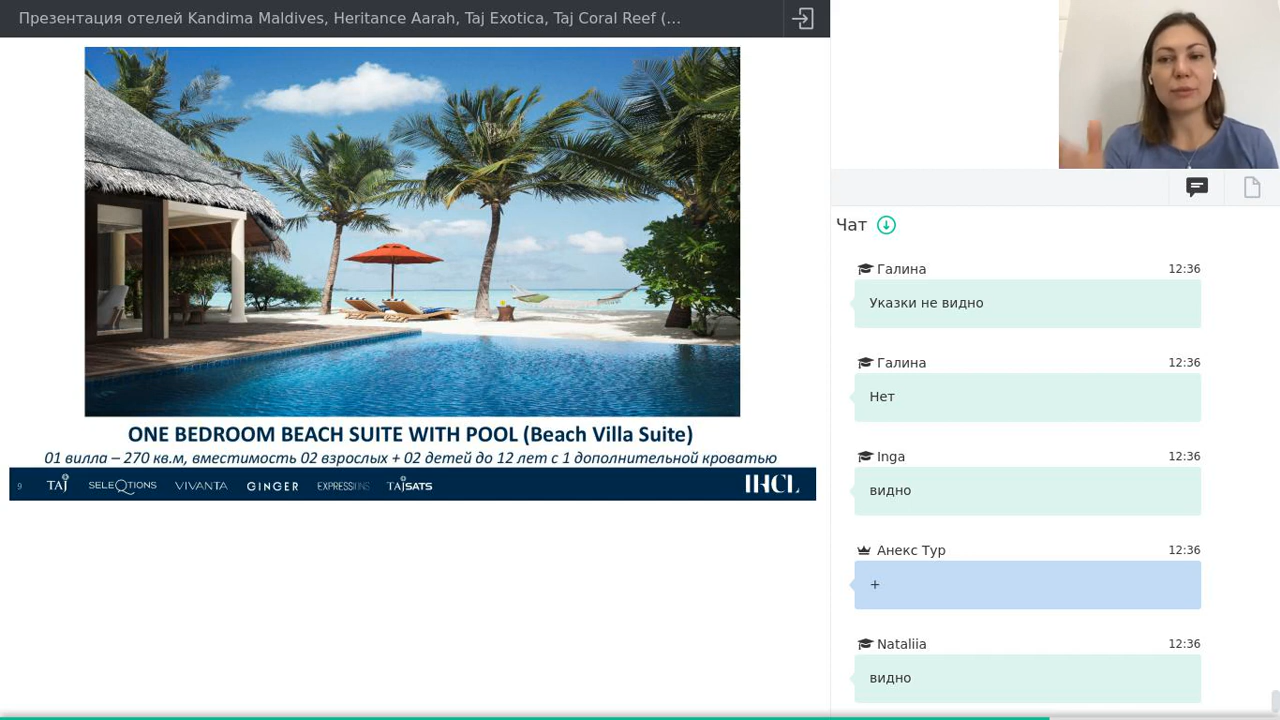 Презентация отелей Kandima Maldives, Heritance Aarah, Taj Exotica, Taj Coral Reef (...
ONE BEDROOM BEACH SUITE WITH POOL (Beach Villa Suite)
01 вилла – 270 кв.м, вместимость 02 взрослых + 02 детей до 12 лет с 1 дополнительной кроватью
9 TAJ SELEQTIONS VIVANTA GINGER EXPRESSIONS TAJSATS IHCL
Чат
Галина 12:36
Указки не видно
Галина 12:36
Нет
Inga 12:36
видно
Анекс Тур 12:36
+
Nataliia 12:36
видно